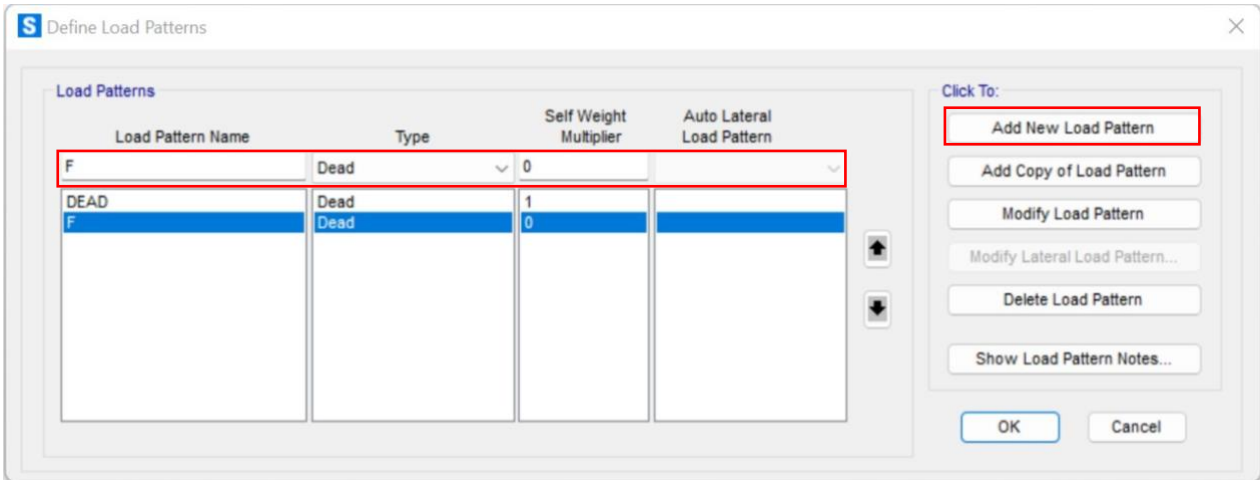 S Define Load Patterns
Load Patterns
Click To:
Load Pattern Name
Type
Self Weight
Multiplier
Auto Lateral
Load Pattern
F Dead 0
DEAD Dead 1
F Dead 0
Add New Load Pattern
Add Copy of Load Pattern
Modify Load Pattern
Modify Lateral Load Pattern...
Delete Load Pattern
Show Load Pattern Notes...
OK Cancel